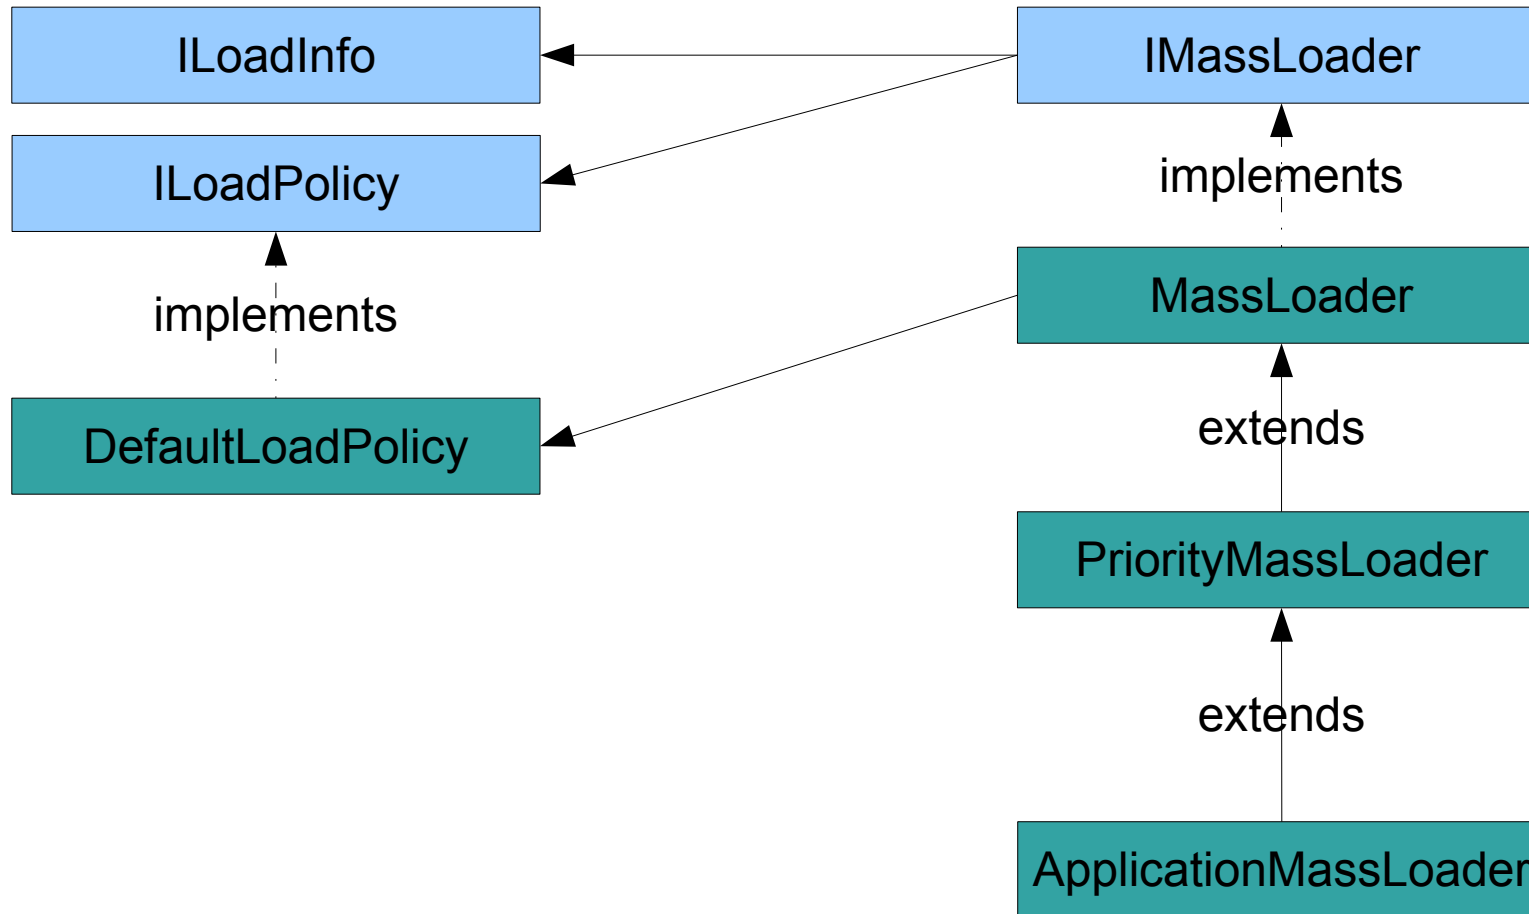 ILoadInfo
IMassLoader
ILoadPolicy
implements
MassLoader
implements
DefaultLoadPolicy
extends
PriorityMassLoader
extends
ApplicationMassLoader